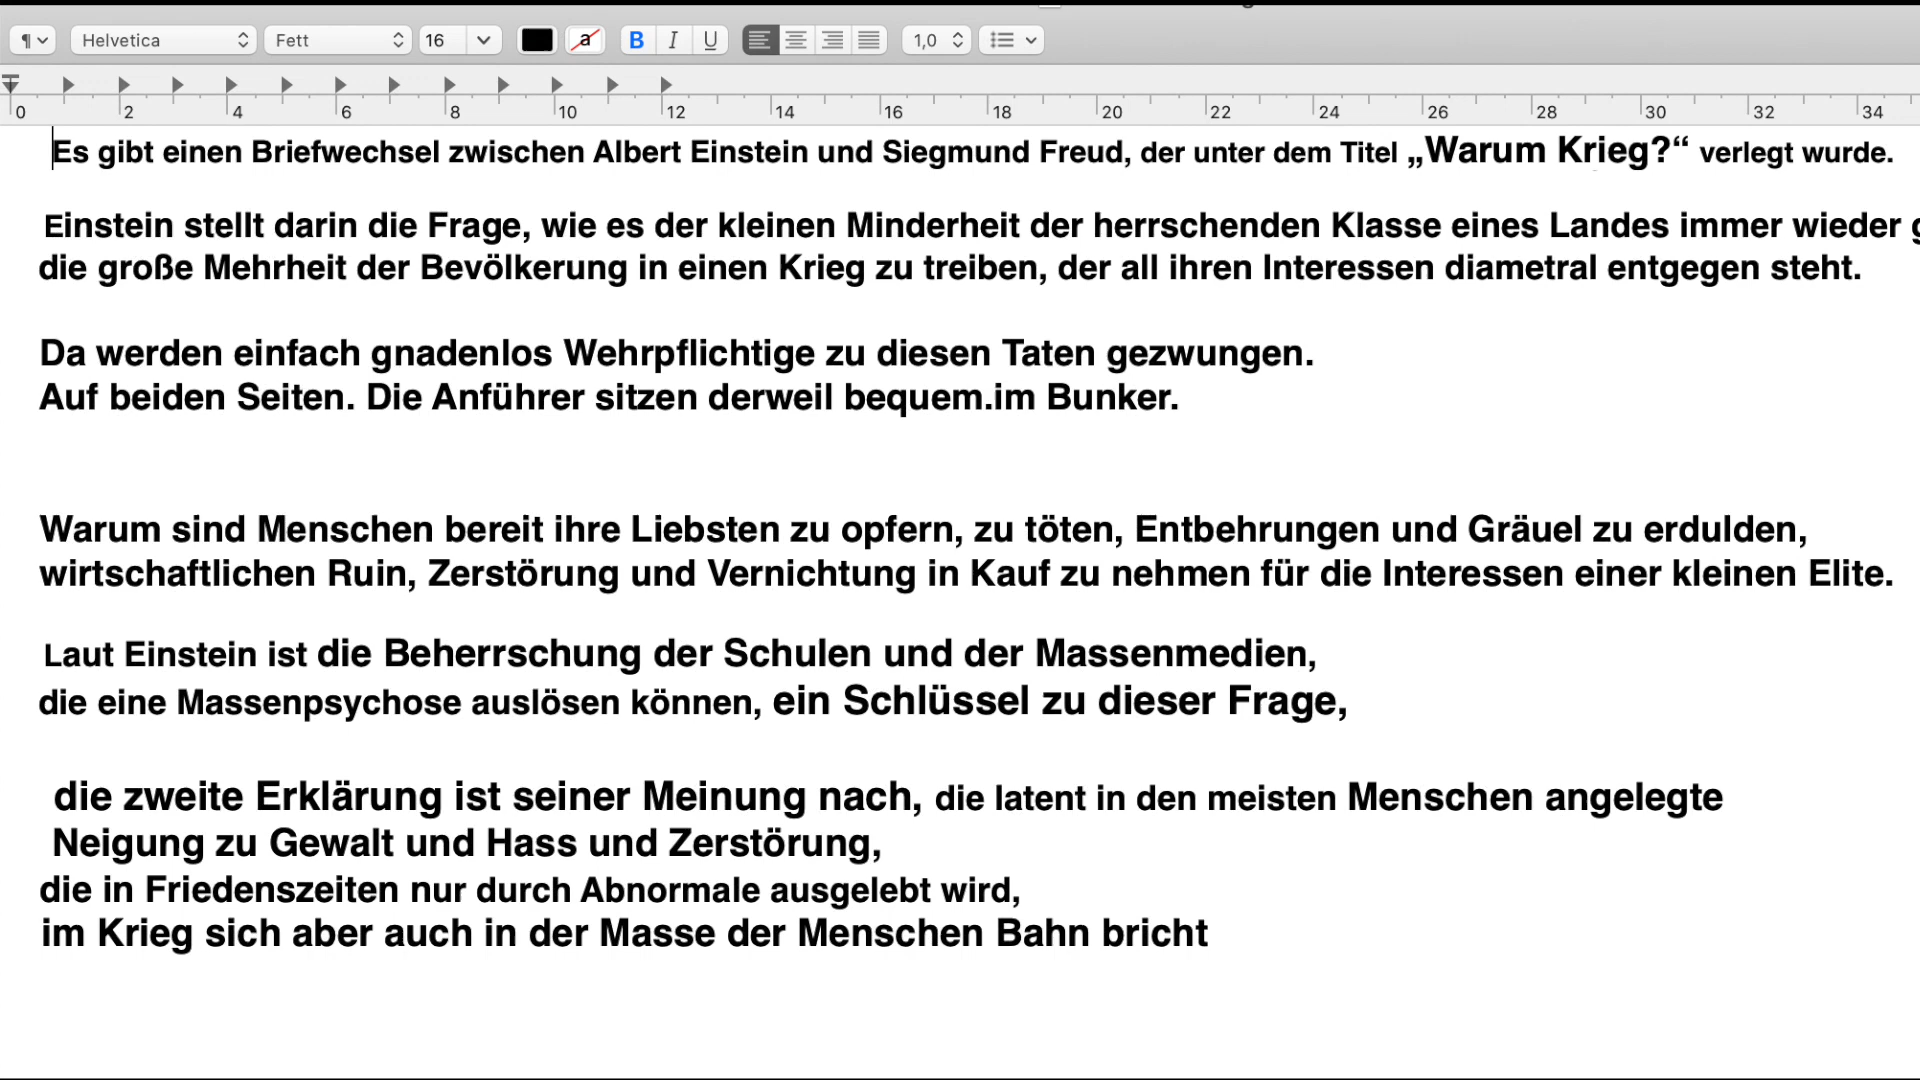 ¶ Helvetica Fett 16 a B I U 1,0
0 2 4 6 8 10 12 14 16 18 20 22 24 26 28 30 32 34
Es gibt einen Briefwechsel zwischen Albert Einstein und Siegmund Freud, der unter dem Titel „Warum Krieg?“ verlegt wurde.
Einstein stellt darin die Frage, wie es der kleinen Minderheit der herrschenden Klasse eines Landes immer wieder
die große Mehrheit der Bevölkerung in einen Krieg zu treiben, der all ihren Interessen diametral entgegen steht.
Da werden einfach gnadenlos Wehrpflichtige zu diesen Taten gezwungen.
Auf beiden Seiten. Die Anführer sitzen derweil bequem.im Bunker.
Warum sind Menschen bereit ihre Liebsten zu opfern, zu töten, Entbehrungen und Gräuel zu erdulden,
wirtschaftlichen Ruin, Zerstörung und Vernichtung in Kauf zu nehmen für die Interessen einer kleinen Elite.
Laut Einstein ist die Beherrschung der Schulen und der Massenmedien,
die eine Massenpsychose auslösen können, ein Schlüssel zu dieser Frage,
die zweite Erklärung ist seiner Meinung nach, die latent in den meisten Menschen angelegte
Neigung zu Gewalt und Hass und Zerstörung,
die in Friedenszeiten nur durch Abnormale ausgelebt wird,
im Krieg sich aber auch in der Masse der Menschen Bahn bricht